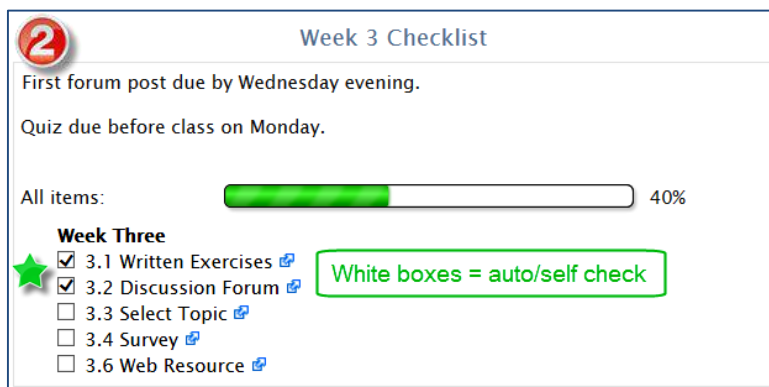 2
Week 3 Checklist
First forum post due by Wednesday evening.
Quiz due before class on Monday.
All items: 40%
Week Three
3.1 Written Exercises
White boxes = auto/self check
3.2 Discussion Forum
3.3 Select Topic
3.4 Survey
3.6 Web Resource